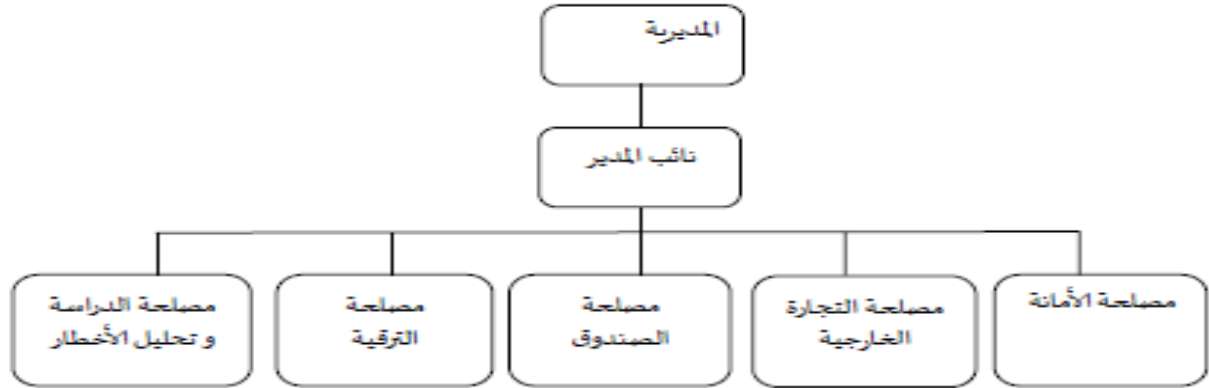 المديرية
نائب المدير
مصلحة الأمانة
مصلحة التجارة
الخارجية
مصلحة
الصندوق
مصلحة
الترقية
مصلحة الدراسة
و تحليل الأخطار